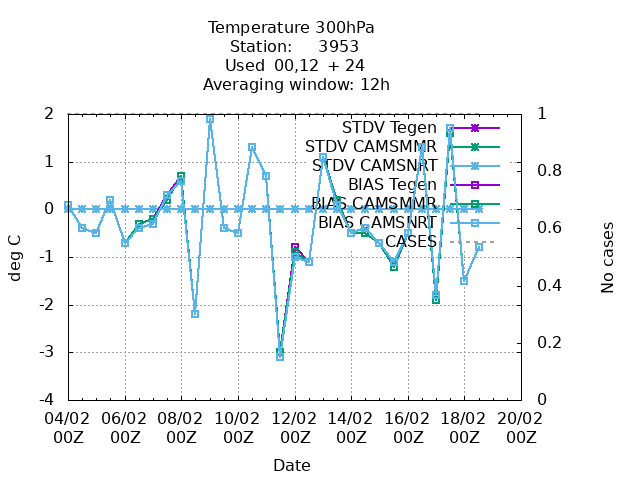 Temperature 300hPa
Station: 3953
Used 00,12 + 24
Averaging window: 12h
STDV Tegen
STDV CAMSMMR
STDV CAMSNRT
BIAS Tegen
BIAS CAMSMMR
BIAS CAMSNRT
CASES
2
1
0
-1
-2
-3
-4
deg C
1
0.8
0.6
0.4
0.2
0
No cases
04/02 06/02 08/02 10/02 12/02 14/02 16/02 18/02 20/02
00Z 00Z 00Z 00Z 00Z 00Z 00Z 00Z 00Z
Date